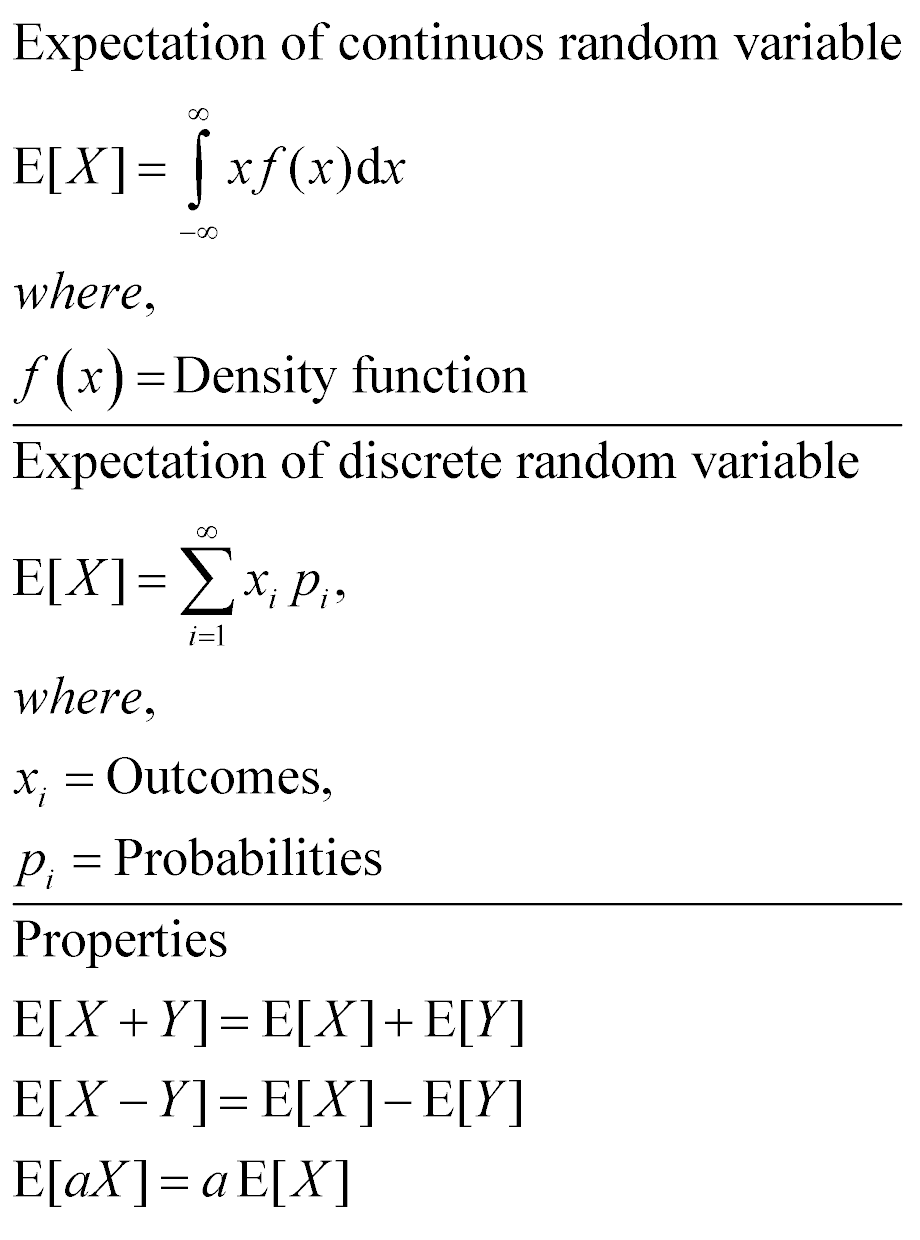 Expectation of continuos random variable
E[X] = ∫_{-∞}^{∞} x f(x)dx
where,
f(x) = Density function
Expectation of discrete random variable
E[X] = ∑_{i=1}^{∞} x_i p_i,
where,
x_i = Outcomes,
p_i = Probabilities
Properties
E[X + Y] = E[X] + E[Y]
E[X − Y] = E[X] − E[Y]
E[aX] = a E[X]